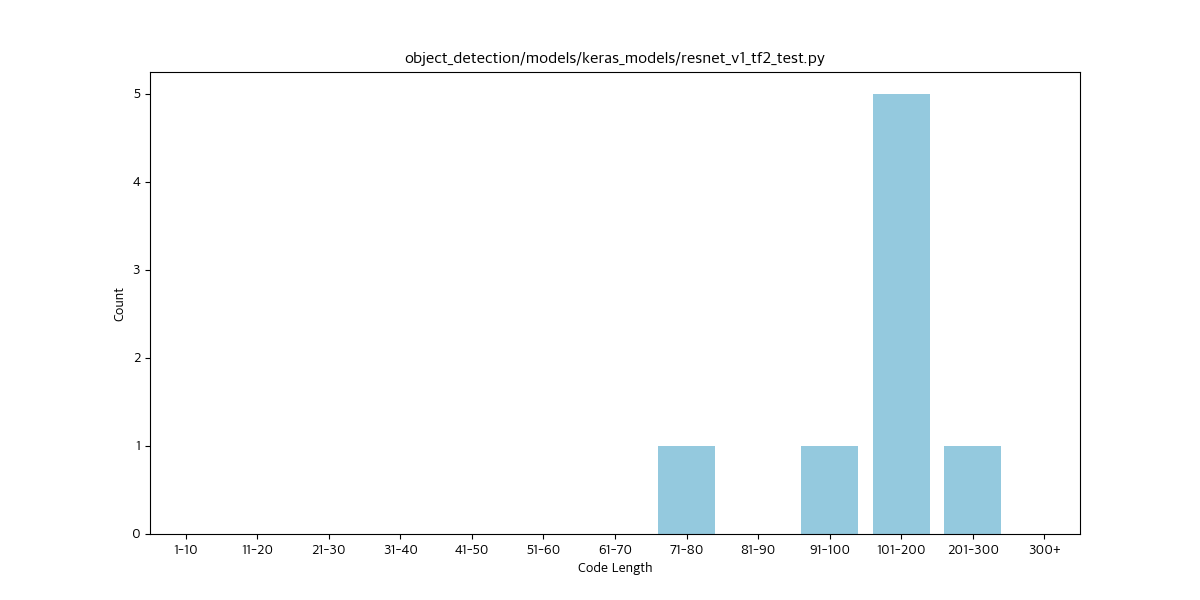 object_detection/models/keras_models/resnet_v1_tf2_test.py
5
4
3
2
1
0
Count
1-10 11-20 21-30 31-40 41-50 51-60 61-70 71-80 81-90 91-100 101-200 201-300 300+
Code Length